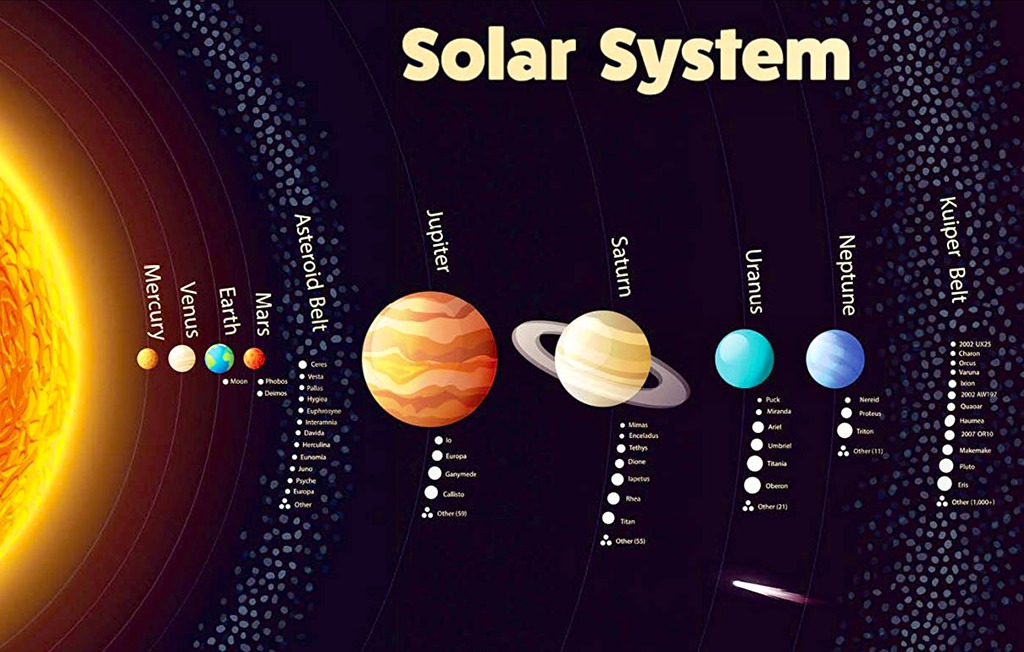 Solar System
Mercury
Venus
Earth
Moon
Mars
Phobos
Deimos
Asteroid Belt
Ceres
Vesta
Pallas
Hygiea
Euphrosyne
Interamnia
Davida
Herculina
Eunomia
Juno
Psyche
Europa
Other
Jupiter
Io
Europa
Ganymede
Callisto
Other (59)
Saturn
Mimas
Enceladus
Tethys
Dione
Iapetus
Rhea
Titan
Other (55)
Uranus
Puck
Miranda
Ariel
Umbriel
Titania
Oberon
Other (21)
Neptune
Nereid
Proteus
Triton
Other (11)
Kuiper Belt
2002 UX25
Charon
Orcus
Varuna
Ixion
2002 AW197
Quaoar
Haumea
2007 OR10
Makemake
Pluto
Eris
Other (1,000+)